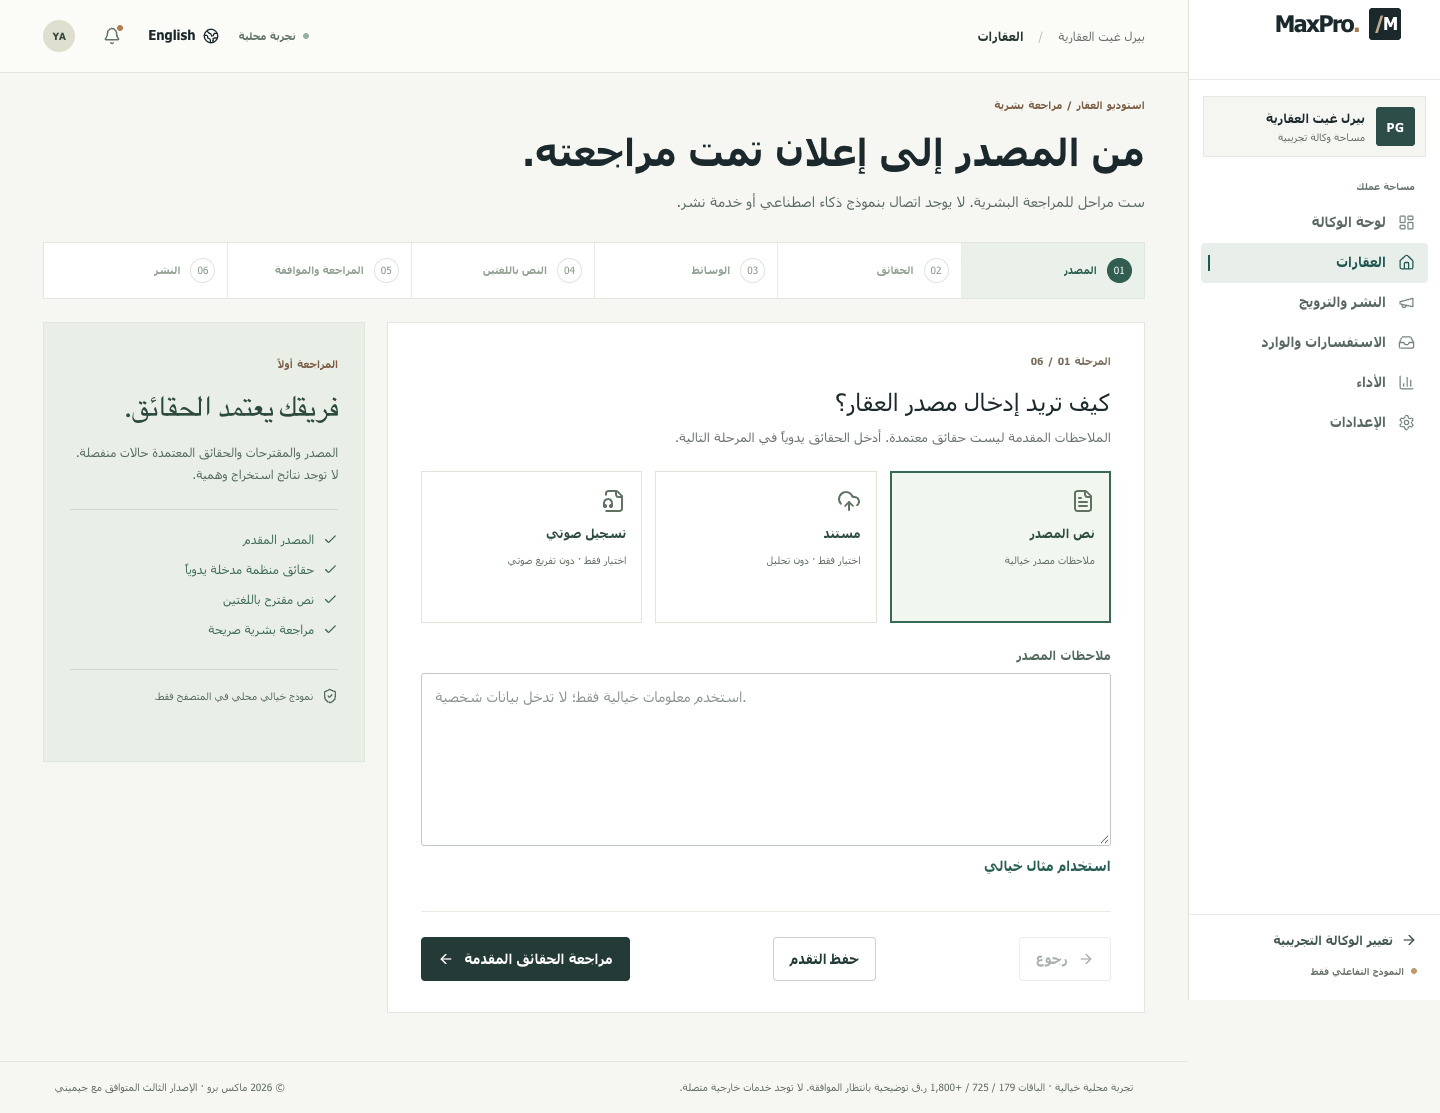 /M MaxPro.
PG بيرل غيت العقارية
مساحة وكالة تجريبية
مساحة عملك
لوحة الوكالة
العقارات
النشر والترويج
الاستفسارات والوارد
الأداء
الإعدادات
تغيير الوكالة التجريبية
النموذج التفاعلي فقط
بيرل غيت العقارية / العقارات
تجربة محلية
English
YA
استوديو العقار / مراجعة بشرية
من المصدر إلى إعلان تمت مراجعته.
ست مراحل للمراجعة البشرية. لا يوجد اتصال بنموذج ذكاء اصطناعي أو خدمة نشر.
01 المصدر
02 الحقائق
03 الوسائط
04 النص باللغتين
05 المراجعة والموافقة
06 النشر
المرحلة 01 / 06
كيف تريد إدخال مصدر العقار؟
الملاحظات المقدمة ليست حقائق معتمدة. أدخل الحقائق يدوياً في المرحلة التالية.
نص المصدر
ملاحظات مصدر خيالية
مستند
اختيار فقط · دون تحليل
تسجيل صوتي
اختيار فقط · دون تفريغ صوتي
ملاحظات المصدر
استخدم معلومات خيالية فقط؛ لا تدخل بيانات شخصية.
استخدام مثال خيالي
رجوع
حفظ التقدم
مراجعة الحقائق المقدمة
المراجعة أولاً
فريقك يعتمد الحقائق.
المصدر والمقترحات والحقائق المعتمدة حالات منفصلة.
لا توجد نتائج استخراج وهمية.
المصدر المقدم
حقائق منظمة مدخلة يدوياً
نص مقترح باللغتين
مراجعة بشرية صريحة
نموذج خيالي محلي في المتصفح فقط.
تجربة محلية خيالية · الباقات 179 / 725 / +1,800 ر.ق توضيحية بانتظار الموافقة. لا توجد خدمات خارجية متصلة.
© 2026 ماكس برو · الإصدار الثالث المتوافق مع جيميني